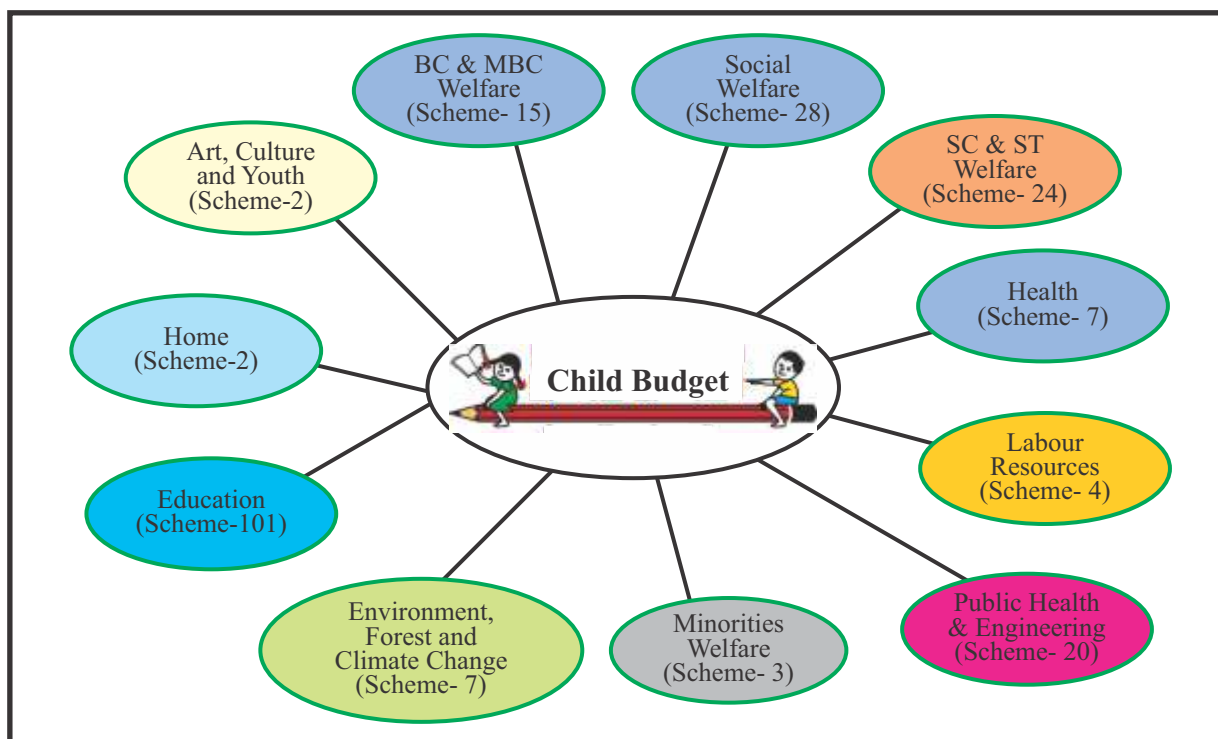 BC & MBC
Welfare
(Scheme- 15)
Social
Welfare
(Scheme- 28)
Art, Culture
and Youth
(Scheme-2)
SC & ST
Welfare
(Scheme- 24)
Home
(Scheme-2)
Health
(Scheme- 7)
Child Budget
Education
(Scheme-101)
Labour
Resources
(Scheme- 4)
Environment,
Forest and
Climate Change
(Scheme- 7)
Minorities
Welfare
(Scheme- 3)
Public Health
& Engineering
(Scheme- 20)